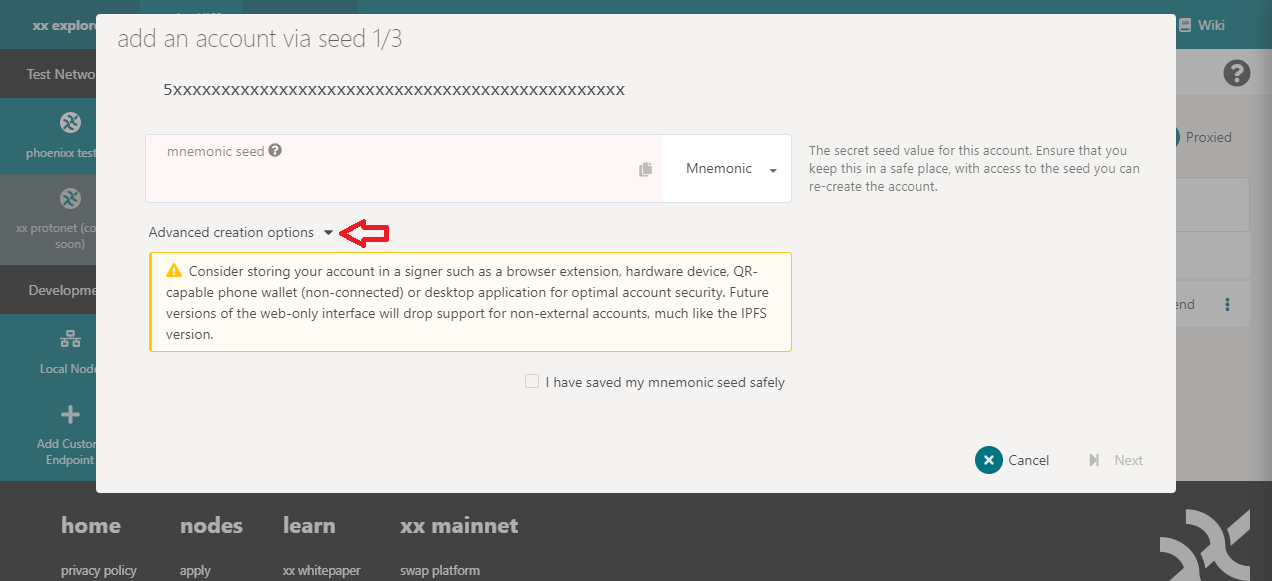 xx explor
Wiki
add an account via seed 1/3
Test Netwo
5xxxxxxxxxxxxxxxxxxxxxxxxxxxxxxxxxxxxxxxxxxxxxxx
phoenixx test
Proxied
mnemonic seed
Mnemonic
The secret seed value for this account. Ensure that you
keep this in a safe place, with access to the seed you can
re-create the account.
xx protonet (co
soon)
Advanced creation options
Consider storing your account in a signer such as a browser extension, hardware device, QR-
capable phone wallet (non-connected) or desktop application for optimal account security. Future
versions of the web-only interface will drop support for non-external accounts, much like the IPFS
version.
Developme
end
Local Node
I have saved my mnemonic seed safely
Add Custor
Endpoint
Cancel
Next
home
nodes
learn
xx mainnet
privacy policy
apply
xx whitepaper
swap platform